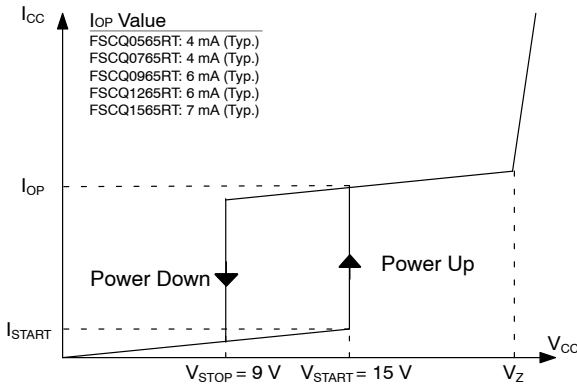 I_CC
I_OP Value
FSCQ0565RT: 4 mA (Typ.)
FSCQ0765RT: 4 mA (Typ.)
FSCQ0965RT: 6 mA (Typ.)
FSCQ1265RT: 6 mA (Typ.)
FSCQ1565RT: 7 mA (Typ.)
I_OP
Power Down
Power Up
I_START
V_CC
V_STOP = 9 V
V_START = 15 V
V_Z